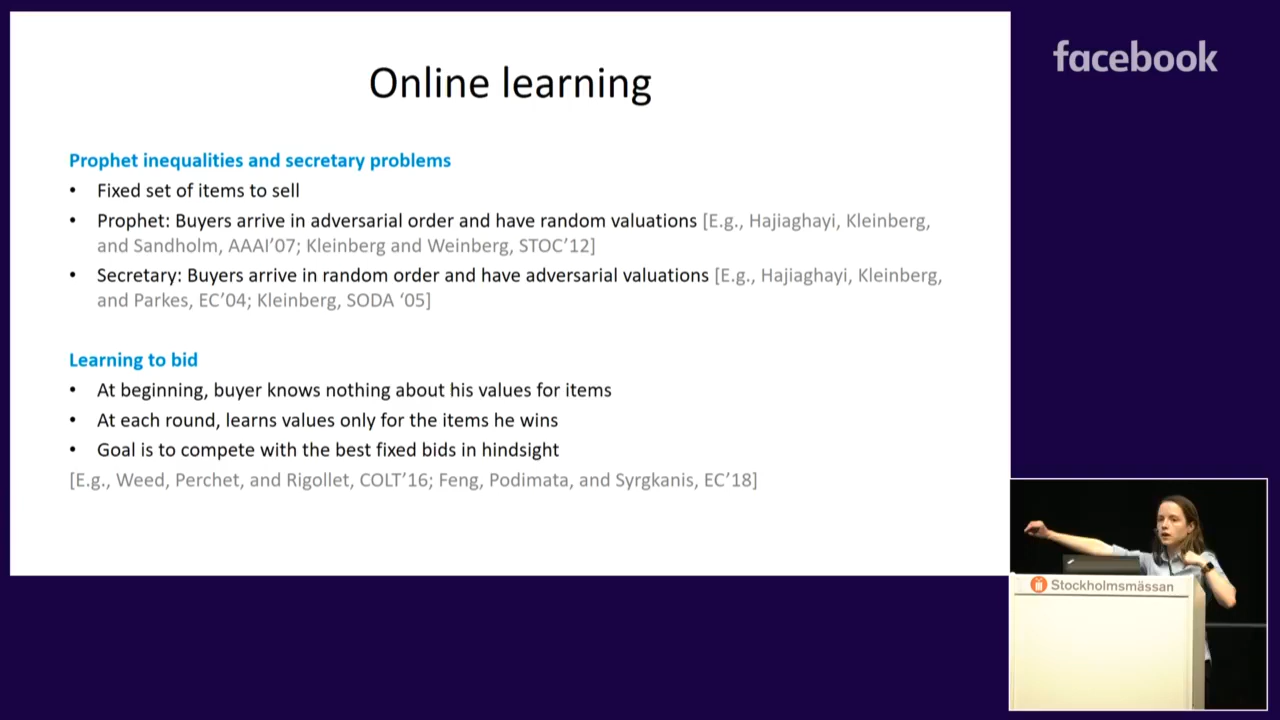 Online learning
facebook
Prophet inequalities and secretary problems
• Fixed set of items to sell
• Prophet: Buyers arrive in adversarial order and have random valuations [E.g., Hajiaghayi, Kleinberg,
and Sandholm, AAAI’07; Kleinberg and Weinberg, STOC’12]
• Secretary: Buyers arrive in random order and have adversarial valuations [E.g., Hajiaghayi, Kleinberg,
and Parkes, EC’04; Kleinberg, SODA ‘05]
Learning to bid
• At beginning, buyer knows nothing about his values for items
• At each round, learns values only for the items he wins
• Goal is to compete with the best fixed bids in hindsight
[E.g., Weed, Perchet, and Rigollet, COLT’16; Feng, Podimata, and Syrgkanis, EC’18]
Stockholmsmässan